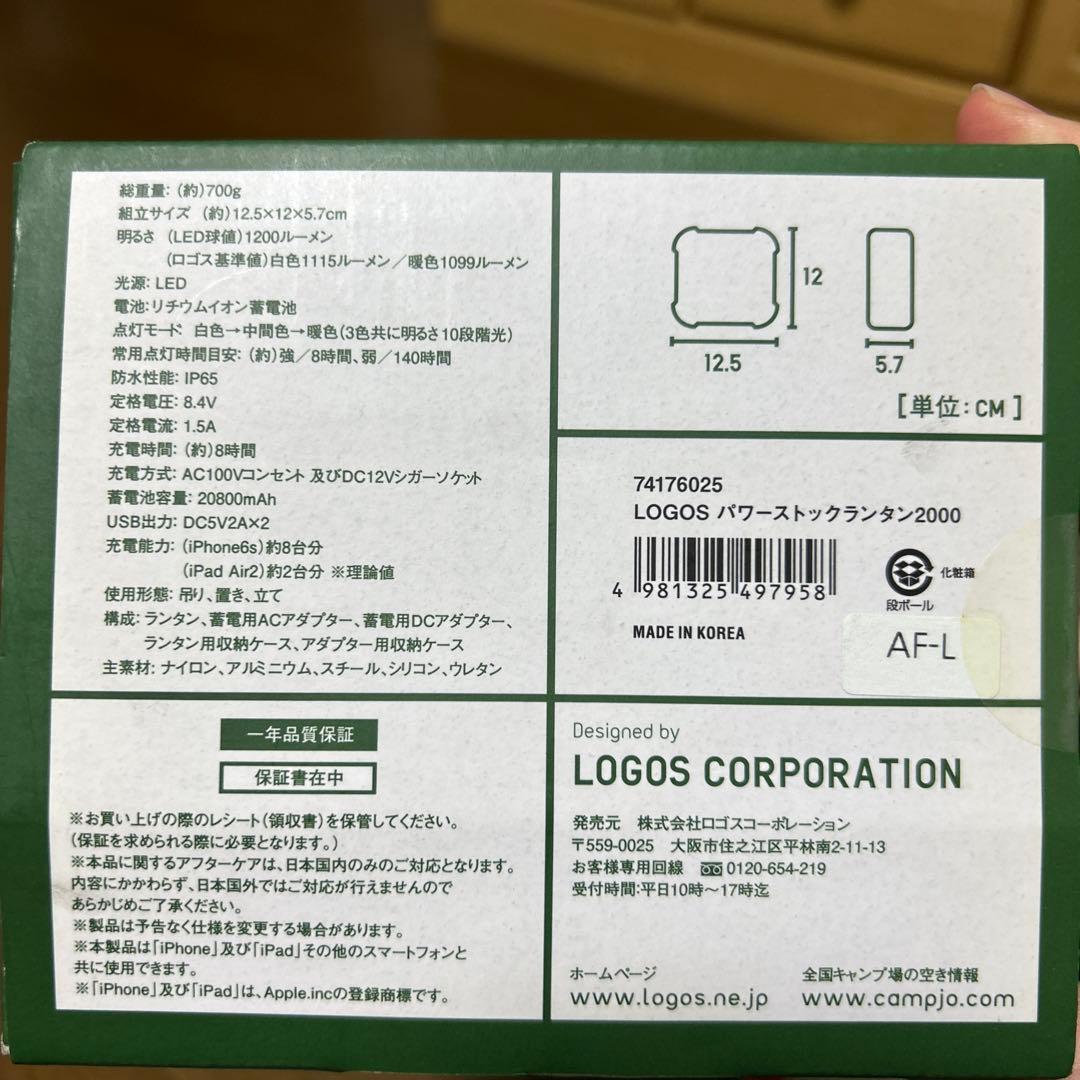 総重量: (約)700g
組立サイズ (約)12.5×12×5.7cm
明るさ (LED球値)1200ルーメン
(ロゴス基準値)白色1115ルーメン／暖色1099ルーメン
光源: LED
電池:リチウムイオン蓄電池
点灯モード 白色→中間色→暖色(3色共に明るさ10段階光)
常用点灯時間目安: (約)強／8時間、弱／140時間
防水性能: IP65
定格電圧: 8.4V
定格電流: 1.5A
充電時間: (約)8時間
充電方式: AC100Vコンセント 及びDC12Vシガーソケット
蓄電池容量: 20800mAh
USB出力: DC5V2A×2
充電能力: (iPhone6s)約8台分
(iPad Air2)約2台分 ※理論値
使用形態: 吊り、置き、立て
構成: ランタン、蓄電用ACアダプター、蓄電用DCアダプター、
ランタン用収納ケース、アダプター用収納ケース
主素材: ナイロン、アルミニウム、スチール、シリコン、ウレタン
12
12.5
5.7
[単位:CM]
74176025
LOGOS パワーストックランタン2000
4 981325 497958
化粧箱
段ボール
MADE IN KOREA
AF-L
一年品質保証
保証書在中
※お買い上げの際のレシート(領収書)を保管してください。
(保証を求められる際に必要となります。)
※本品に関するアフターケアは、日本国内のみのご対応となります。
内容にかかわらず、日本国外ではご対応が行えませんので
あらかじめご了承ください。
※製品は予告なく仕様を変更する場合があります。
※本製品は「iPhone」及び「iPad」その他のスマートフォンと
共に使用できます。
※「iPhone」及び「iPad」は、Apple.incの登録商標です。
Designed by
LOGOS CORPORATION
発売元 株式会社ロゴスコーポレーション
〒559-0025 大阪市住之江区平林南2-11-13
お客様専用回線 0120-654-219
受付時間:平日10時〜17時迄
ホームページ
www.logos.ne.jp
全国キャンプ場の空き情報
www.campjo.com